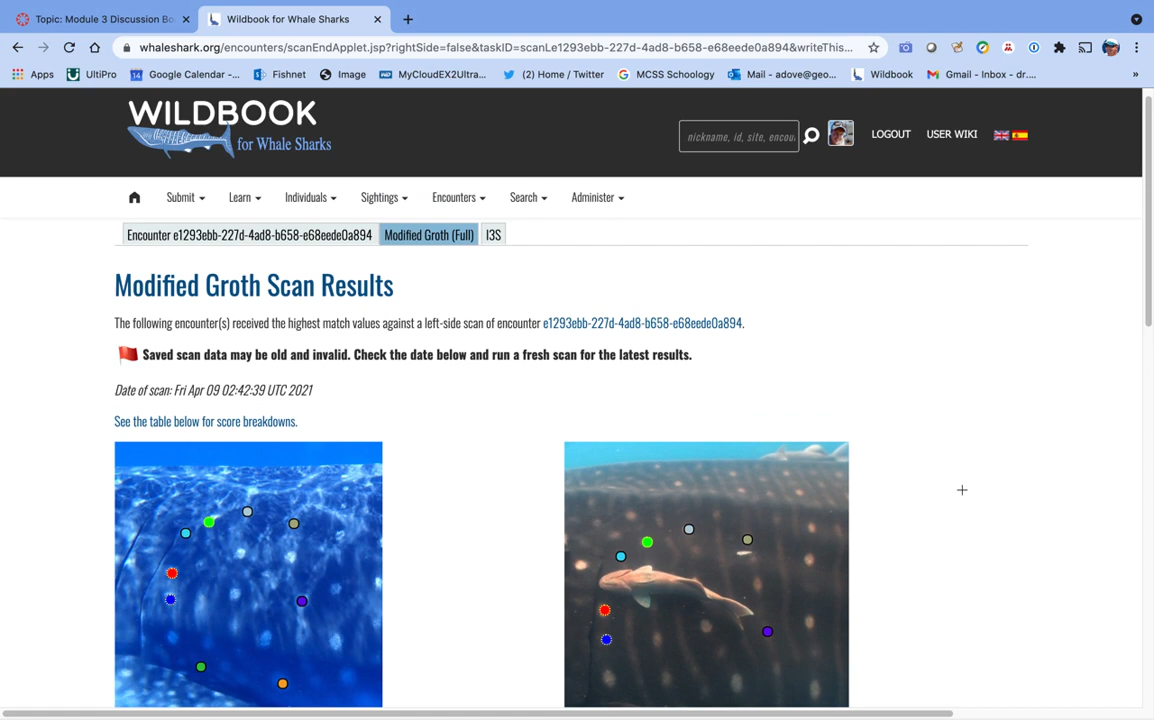 Topic: Module 3 Discussion Bo
Wildbook for Whale Sharks
whaleshark.org/encounters/scanEndApplet.jsp?rightSide=false&taskID=scanLe1293ebb-227d-4ad8-b658-e68eede0a894&writeThis...
Apps UltiPro Google Calendar -... Fishnet Image MyCloudEX2Ultra... (2) Home / Twitter MCSS Schoology Mail - adove@geo... Wildbook Gmail - Inbox - dr.... »
WILDBOOK
for Whale Sharks
nickname, id, site, encou
LOGOUT
USER WIKI
Submit Learn Individuals Sightings Encounters Search Administer
Encounter e1293ebb-227d-4ad8-b658-e68eede0a894 Modified Groth (Full) I3S
Modified Groth Scan Results
The following encounter(s) received the highest match values against a left-side scan of encounter e1293ebb-227d-4ad8-b658-e68eede0a894.
Saved scan data may be old and invalid. Check the date below and run a fresh scan for the latest results.
Date of scan: Fri Apr 09 02:42:39 UTC 2021
See the table below for score breakdowns.